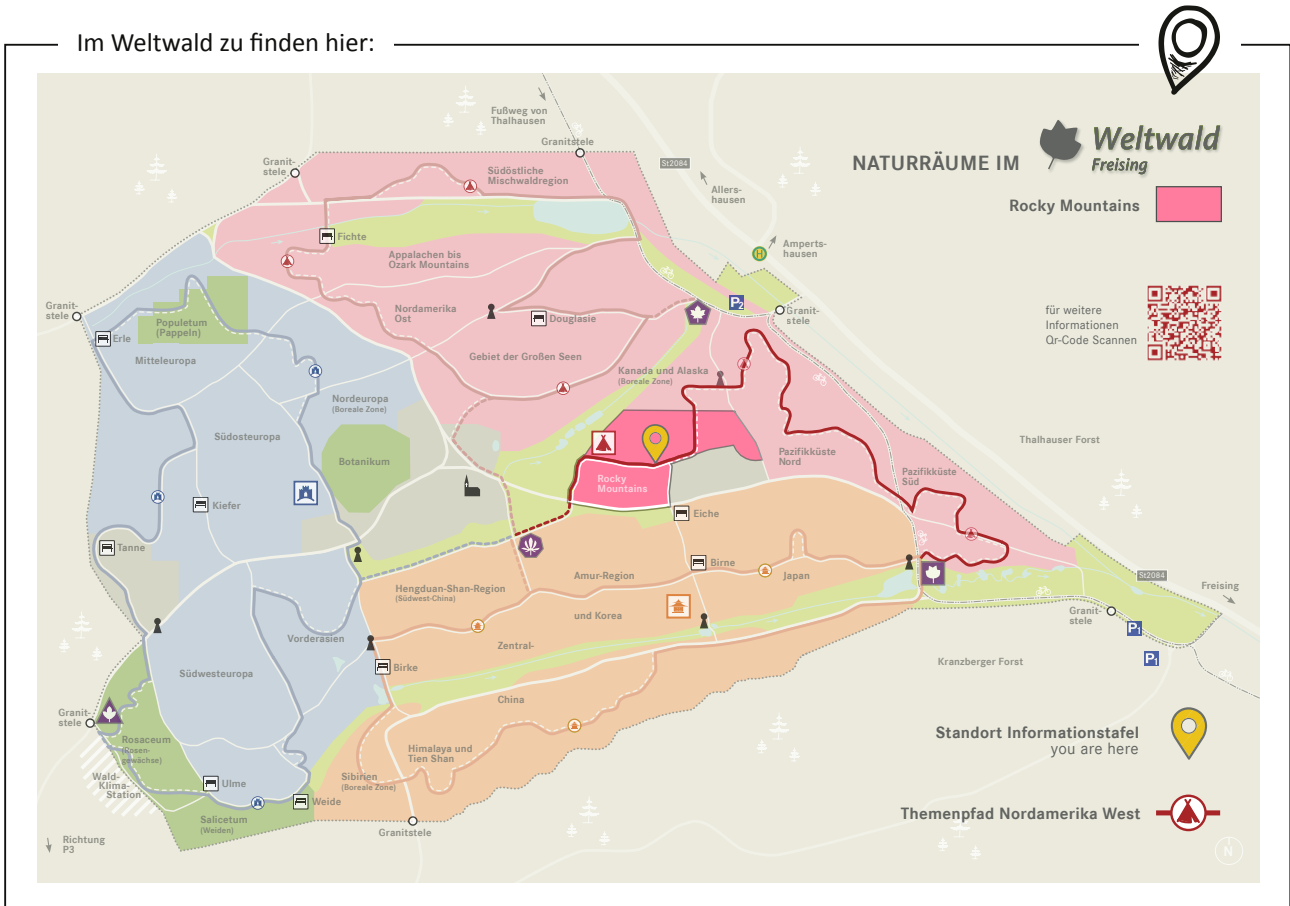 Im Weltwald zu finden hier:
Fußweg von
Thalhausen
Granitstele
Granit-
stele
Südöstliche
Mischwaldregion
St2084
Allers-
hausen
NATURRÄUME IM
Weltwald
Freising
Rocky Mountains
Fichte
Appalachen bis
Ozark Mountains
H
Amperts-
hausen
Granit-
stele
Populetum
(Pappeln)
Erle
Mitteleuropa
Nordamerika
Ost
Douglasie
P2
Granit-
stele
für weitere
Informationen
Qr-Code Scannen
Gebiet der Großen Seen
Kanada und Alaska
(Boreale Zone)
Nordeuropa
(Boreale Zone)
Südosteuropa
Botanikum
Thalhauser Forst
Pazifikküste
Nord
Pazifikküste
Süd
Rocky
Mountains
Kiefer
Eiche
Tanne
Birne
Amur-Region
Japan
Hengduan-Shan-Region
(Südwest-China)
und Korea
St2084
Freising
Granit-
stele
P1
P1
Vorderasien
Zentral-
Birke
Kranzberger Forst
Südwesteuropa
China
Granit-
stele
Rosaceum
(Rosen-
gewächse)
Himalaya und
Tien Shan
Standort Informationstafel
you are here
Wald-
Klima-
Station
Ulme
Sibirien
(Boreale Zone)
Weide
Salicetum
(Weiden)
Granitstele
Themenpfad Nordamerika West
Richtung
P3
N